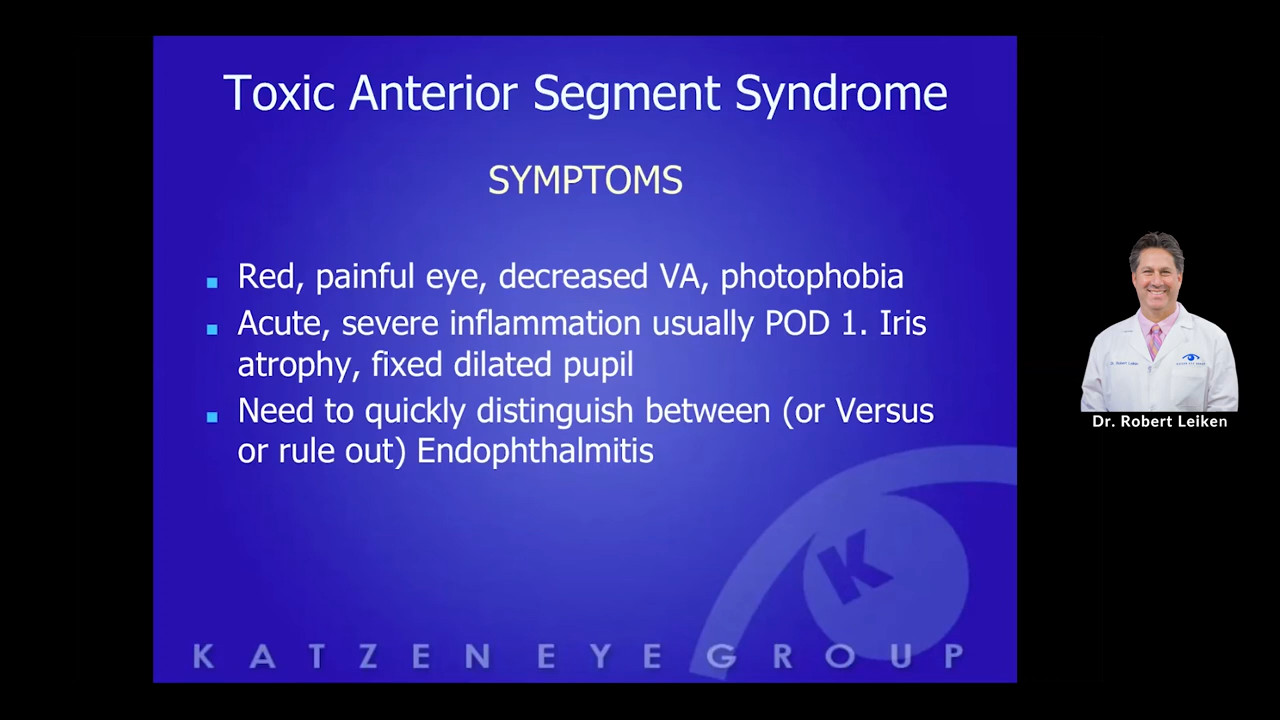 Toxic Anterior Segment Syndrome
SYMPTOMS
Red, painful eye, decreased VA, photophobia
Acute, severe inflammation usually POD 1. Iris
atrophy, fixed dilated pupil
Need to quickly distinguish between (or Versus
or rule out) Endophthalmitis
K
KATZEN EYE GROUP
Dr. Robert Leiken